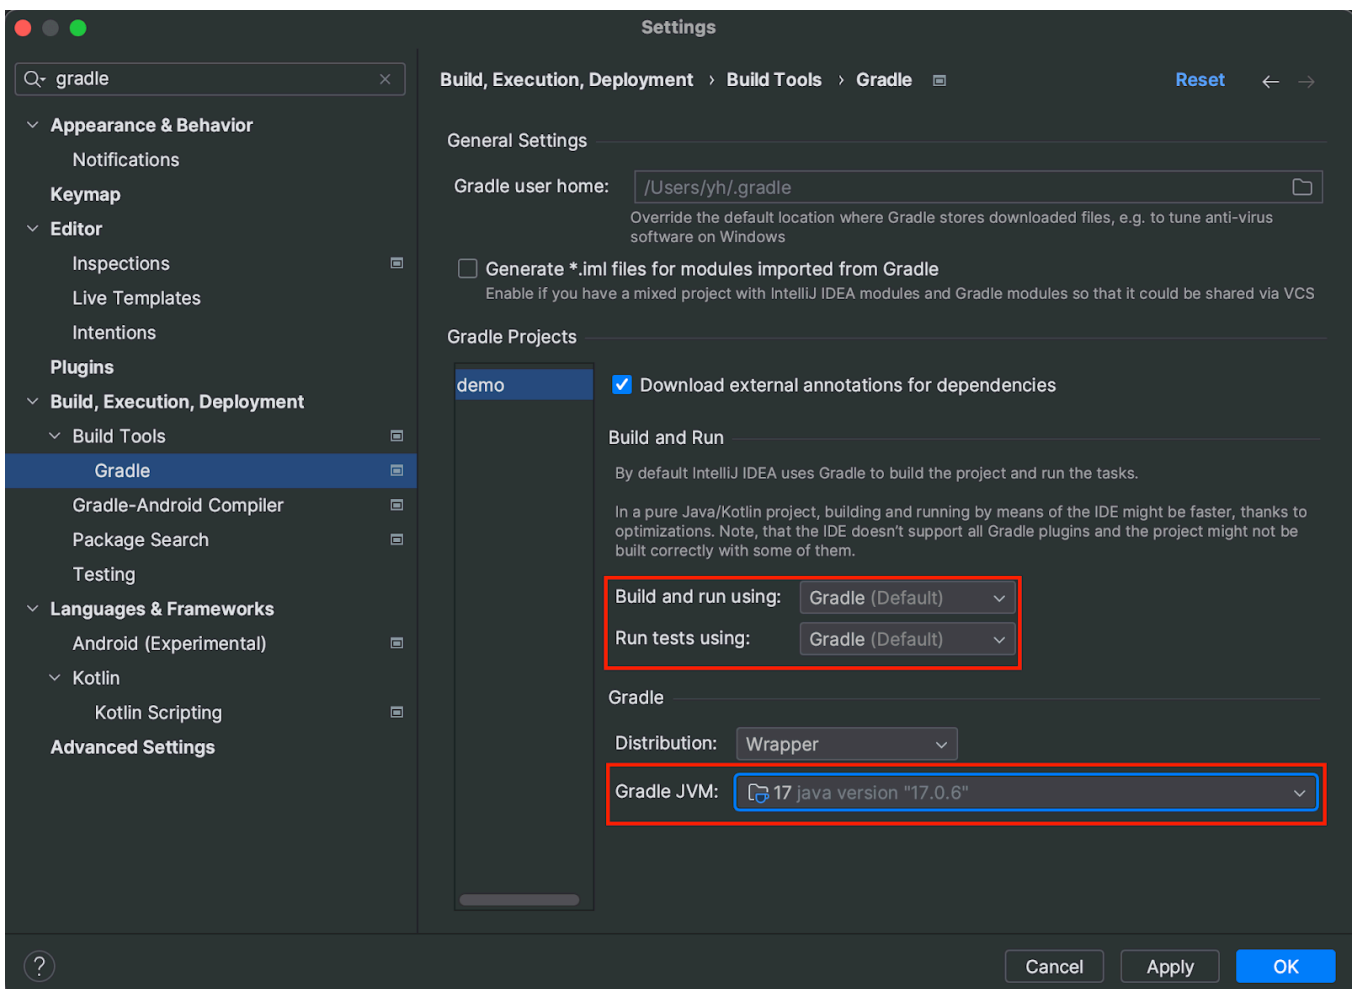 Settings
gradle
Build, Execution, Deployment › Build Tools › Gradle
Reset
Appearance & Behavior
Notifications
Keymap
Editor
Inspections
Live Templates
Intentions
Plugins
Build, Execution, Deployment
Build Tools
Gradle
Gradle-Android Compiler
Package Search
Testing
Languages & Frameworks
Android (Experimental)
Kotlin
Kotlin Scripting
Advanced Settings
General Settings
Gradle user home: /Users/yh/.gradle
Override the default location where Gradle stores downloaded files, e.g. to tune anti-virus
software on Windows
Generate *.iml files for modules imported from Gradle
Enable if you have a mixed project with IntelliJ IDEA modules and Gradle modules so that it could be shared via VCS
Gradle Projects
demo
Download external annotations for dependencies
Build and Run
By default IntelliJ IDEA uses Gradle to build the project and run the tasks.
In a pure Java/Kotlin project, building and running by means of the IDE might be faster, thanks to
optimizations. Note, that the IDE doesn't support all Gradle plugins and the project might not be
built correctly with some of them.
Build and run using: Gradle (Default)
Run tests using: Gradle (Default)
Gradle
Distribution: Wrapper
Gradle JVM: 17 java version "17.0.6"
?
Cancel
Apply
OK